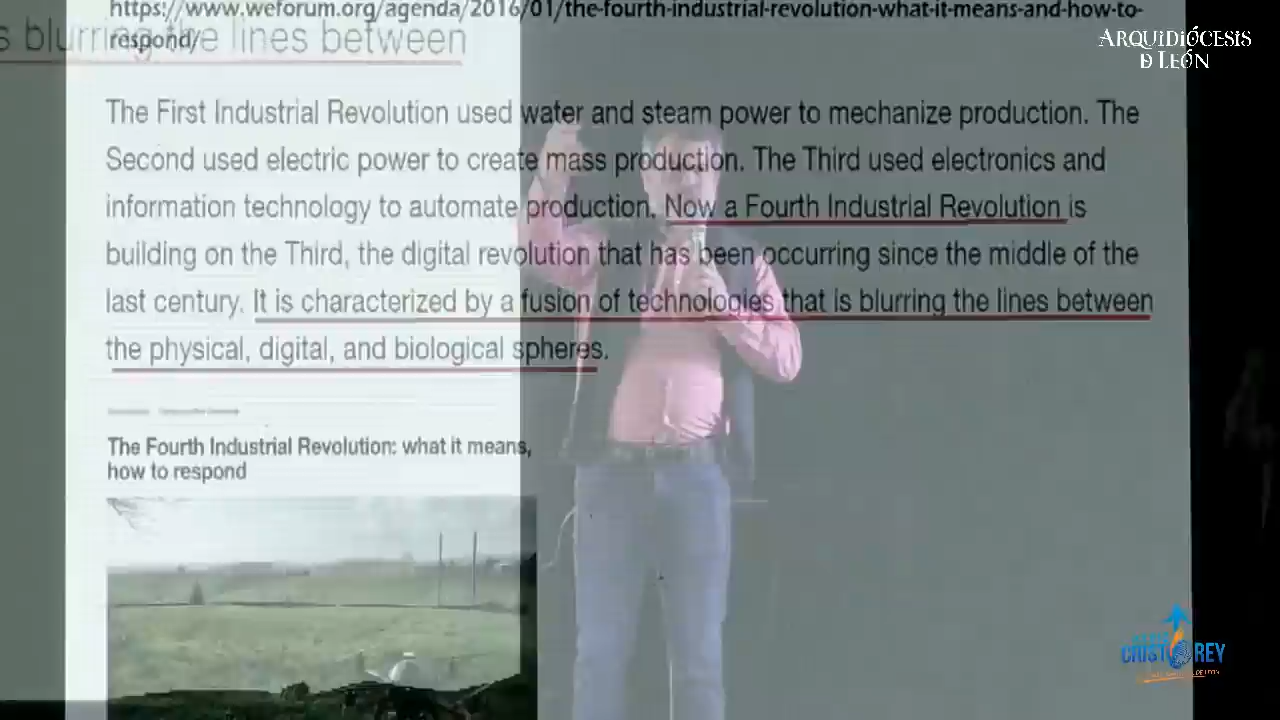 https://www.weforum.org/agenda/2016/01/the-fourth-industrial-revolution-what-it-means-and-how-to-
respond/
s blurring the lines between
ARQUIDIÓCESIS
D LEÓN
The First Industrial Revolution used water and steam power to mechanize production. The
Second used electric power to create mass production. The Third used electronics and
information technology to automate production. Now a Fourth Industrial Revolution is
building on the Third, the digital revolution that has been occurring since the middle of the
last century. It is characterized by a fusion of technologies that is blurring the lines between
the physical, digital, and biological spheres.
The Fourth Industrial Revolution: what it means,
how to respond
CRISTO REY